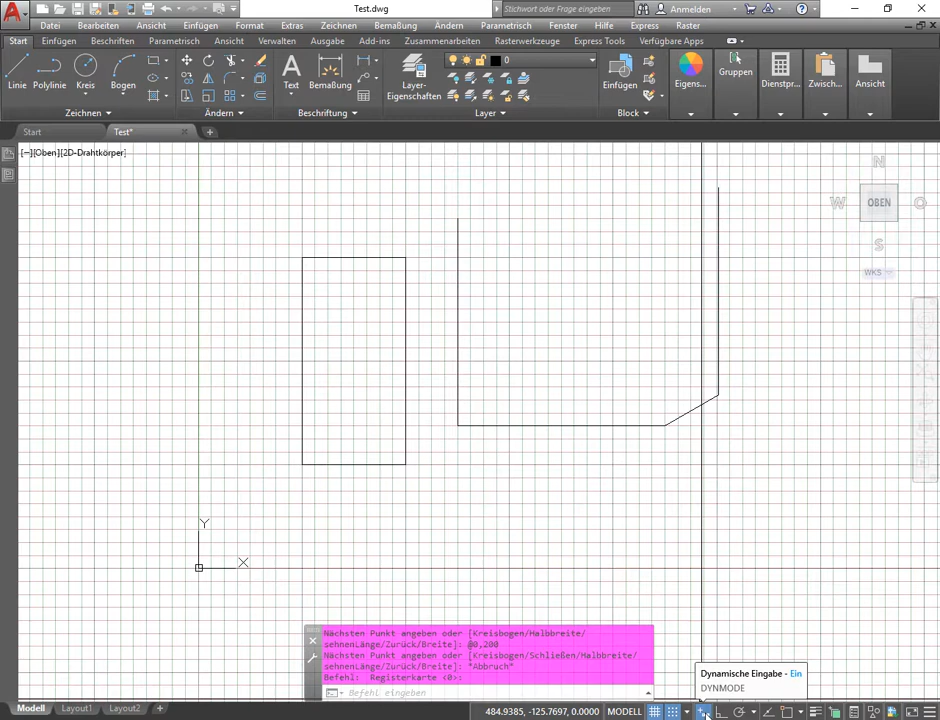 A
Test.dwg
Stichwort oder Frage eingeben
Anmelden
Datei Bearbeiten Ansicht Einfügen Format Extras Zeichnen Bemaßung Ändern Parametrisch Fenster Hilfe Express Raster
Start Einfügen Beschriften Parametrisch Ansicht Verwalten Ausgabe Add-ins Zusammenarbeiten Rasterwerkzeuge Express Tools Verfügbare Apps
0
Linie Polylinie Kreis Bogen Text Bemaßung Layer-
Eigenschaften Einfügen Eigens... Gruppen Dienstpr... Zwisch... Ansicht
Zeichnen Ändern Beschriftung Layer Block
Start Test* +
[−][Oben][2D-Drahtkörper]
N
W OBEN O
S
WKS
Y
X
Nächsten Punkt angeben oder [Kreisbogen/Halbbreite/
sehnenLänge/Zurück/Breite]: @0,200
Nächsten Punkt angeben oder [Kreisbogen/Schließen/Halbbreite/
sehnenLänge/Zurück/Breite]: *Abbruch*
Befehl: Registerkarte <0>:
Befehl eingeben
Dynamische Eingabe - Ein
DYNMODE
Modell Layout1 Layout2 +
484.9385, -125.7697, 0.0000 MODELL